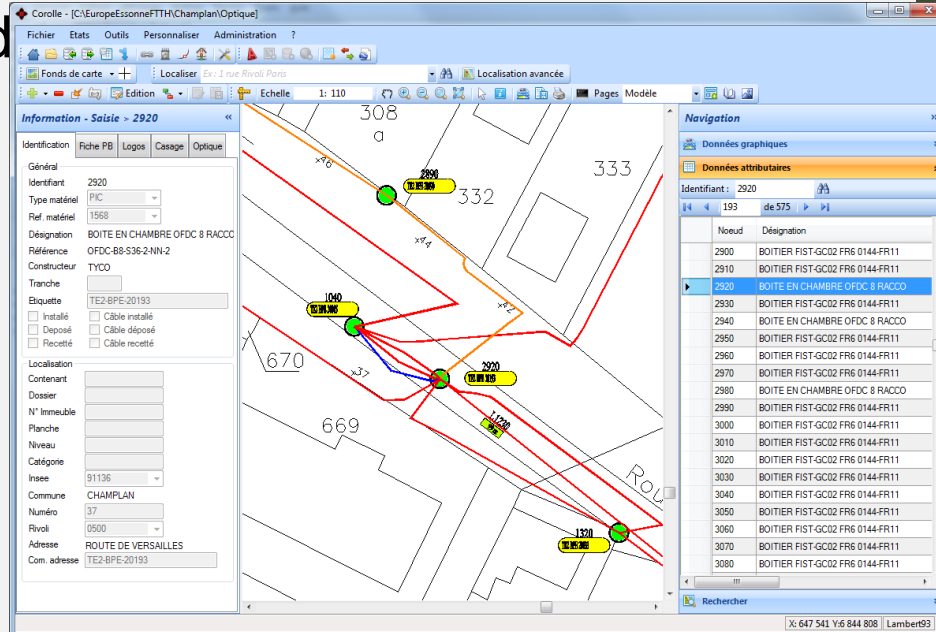 Corolle - [C:\EuropeEssonneFTTH\Champlan\Optique]
Fichier Etats Outils Personnaliser Administration ?
Fonds de carte Localiser Ex: 1 rue Rivoli Paris Localisation avancée
Edition Echelle 1: 110 Pages Modèle
Information - Saisie > 2920 «
Identification Fiche PB Logos Casage Optique
Général
Identifiant 2920
Type matériel PIC
Ref. matériel 1568
Désignation BOITE EN CHAMBRE OFDC 8 RACCO
Référence OFDC-B8-S36-2-NN-2
Constructeur TYCO
Tranche
Etiquette TE2-BPE-20193
Installé Câble installé
Deposé Câble déposé
Recetté Câble recetté
Localisation
Contenant
Dossier
N° Immeuble
Planche
Niveau
Catégorie
Insee 91136
Commune CHAMPLAN
Numéro 37
Rivoli 0500
Adresse ROUTE DE VERSAILLES
Com. adresse TE2-BPE-20193
308
a
333
x46
2890
332
x44
1040
x42
670
x37
2920
669
L1730
Rou
1320
Navigation »
Données graphiques
Données attributaires
Identifiant : 2920
193 de 575
Noeud Désignation
2900 BOITIER FIST-GC02 FR6 0144-FR11
2910 BOITIER FIST-GC02 FR6 0144-FR11
2920 BOITE EN CHAMBRE OFDC 8 RACCO
2930 BOITIER FIST-GC02 FR6 0144-FR11
2940 BOITE EN CHAMBRE OFDC 8 RACCO
2950 BOITIER FIST-GC02 FR6 0144-FR11
2960 BOITIER FIST-GC02 FR6 0144-FR11
2970 BOITIER FIST-GC02 FR6 0144-FR11
2980 BOITE EN CHAMBRE OFDC 8 RACCO
2990 BOITIER FIST-GC02 FR6 0144-FR11
3000 BOITIER FIST-GC02 FR6 0144-FR11
3010 BOITIER FIST-GC02 FR6 0144-FR11
3020 BOITIER FIST-GC02 FR6 0144-FR11
3030 BOITIER FIST-GC02 FR6 0144-FR11
3040 BOITIER FIST-GC02 FR6 0144-FR11
3050 BOITIER FIST-GC02 FR6 0144-FR11
3060 BOITIER FIST-GC02 FR6 0144-FR11
3070 BOITIER FIST-GC02 FR6 0144-FR11
3080 BOITIER FIST-GC02 FR6 0144-FR11
Rechercher
X: 647 541 Y:6 844 808 Lambert93